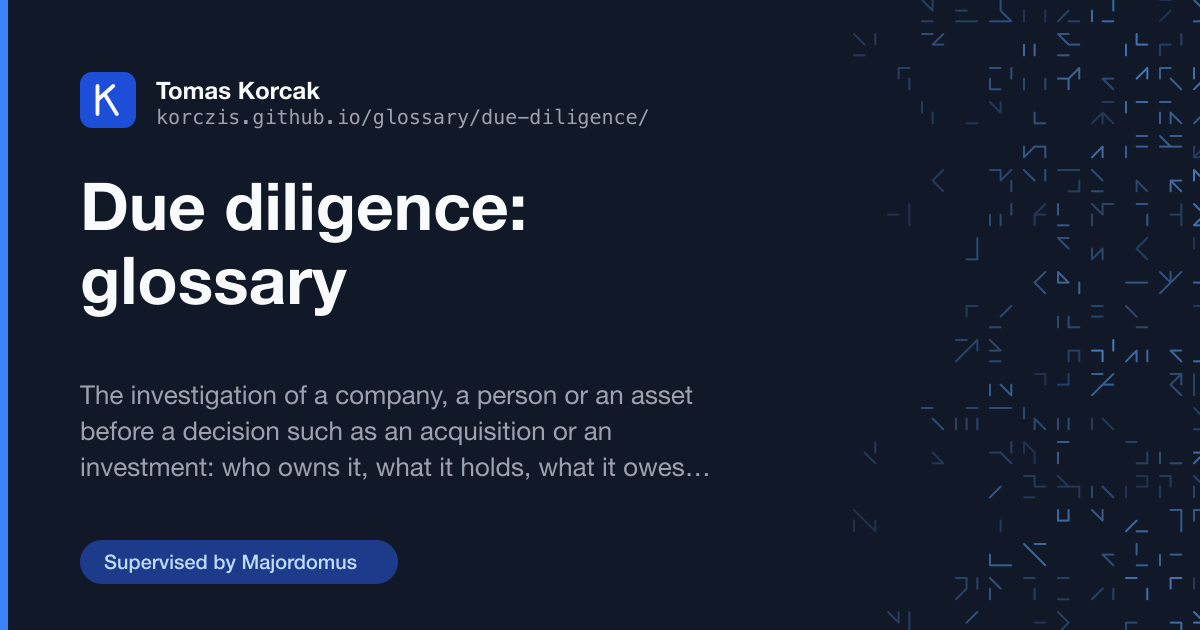 K
Tomas Korcak
korczis.github.io/glossary/due-diligence/
Due diligence:
glossary
The investigation of a company, a person or an asset
before a decision such as an acquisition or an
investment: who owns it, what it holds, what it owes…
Supervised by Majordomus